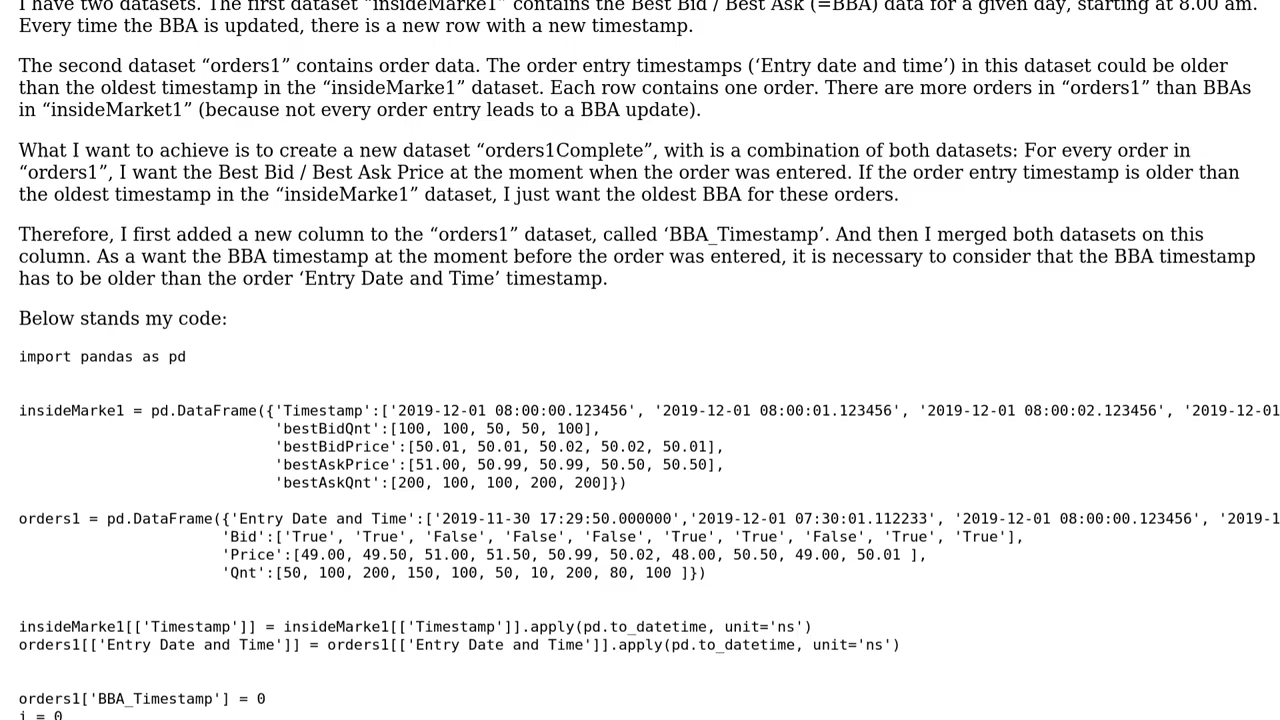 I have two datasets. The first dataset “insideMarke1” contains the Best Bid / Best Ask (=BBA) data for a given day, starting at 8.00 am.
Every time the BBA is updated, there is a new row with a new timestamp.
The second dataset “orders1” contains order data. The order entry timestamps (‘Entry date and time’) in this dataset could be older
than the oldest timestamp in the “insideMarke1” dataset. Each row contains one order. There are more orders in “orders1” than BBAs
in “insideMarket1” (because not every order entry leads to a BBA update).
What I want to achieve is to create a new dataset “orders1Complete”, with is a combination of both datasets: For every order in
“orders1”, I want the Best Bid / Best Ask Price at the moment when the order was entered. If the order entry timestamp is older than
the oldest timestamp in the “insideMarke1” dataset, I just want the oldest BBA for these orders.
Therefore, I first added a new column to the “orders1” dataset, called ‘BBA_Timestamp’. And then I merged both datasets on this
column. As a want the BBA timestamp at the moment before the order was entered, it is necessary to consider that the BBA timestamp
has to be older than the order ‘Entry Date and Time’ timestamp.
Below stands my code:
import pandas as pd
insideMarke1 = pd.DataFrame({'Timestamp':['2019-12-01 08:00:00.123456', '2019-12-01 08:00:01.123456', '2019-12-01 08:00:02.123456', '2019-12-01
'bestBidQnt':[100, 100, 50, 50, 100],
'bestBidPrice':[50.01, 50.01, 50.02, 50.02, 50.01],
'bestAskPrice':[51.00, 50.99, 50.99, 50.50, 50.50],
'bestAskQnt':[200, 100, 100, 200, 200]})
orders1 = pd.DataFrame({'Entry Date and Time':['2019-11-30 17:29:50.000000','2019-12-01 07:30:01.112233', '2019-12-01 08:00:00.123456', '2019-1
'Bid':['True', 'True', 'False', 'False', 'False', 'True', 'True', 'False', 'True', 'True'],
'Price':[49.00, 49.50, 51.00, 51.50, 50.99, 50.02, 48.00, 50.50, 49.00, 50.01 ],
'Qnt':[50, 100, 200, 150, 100, 50, 10, 200, 80, 100 ]})
insideMarke1[['Timestamp']] = insideMarke1[['Timestamp']].apply(pd.to_datetime, unit='ns')
orders1[['Entry Date and Time']] = orders1[['Entry Date and Time']].apply(pd.to_datetime, unit='ns')
orders1['BBA_Timestamp'] = 0
i = 0